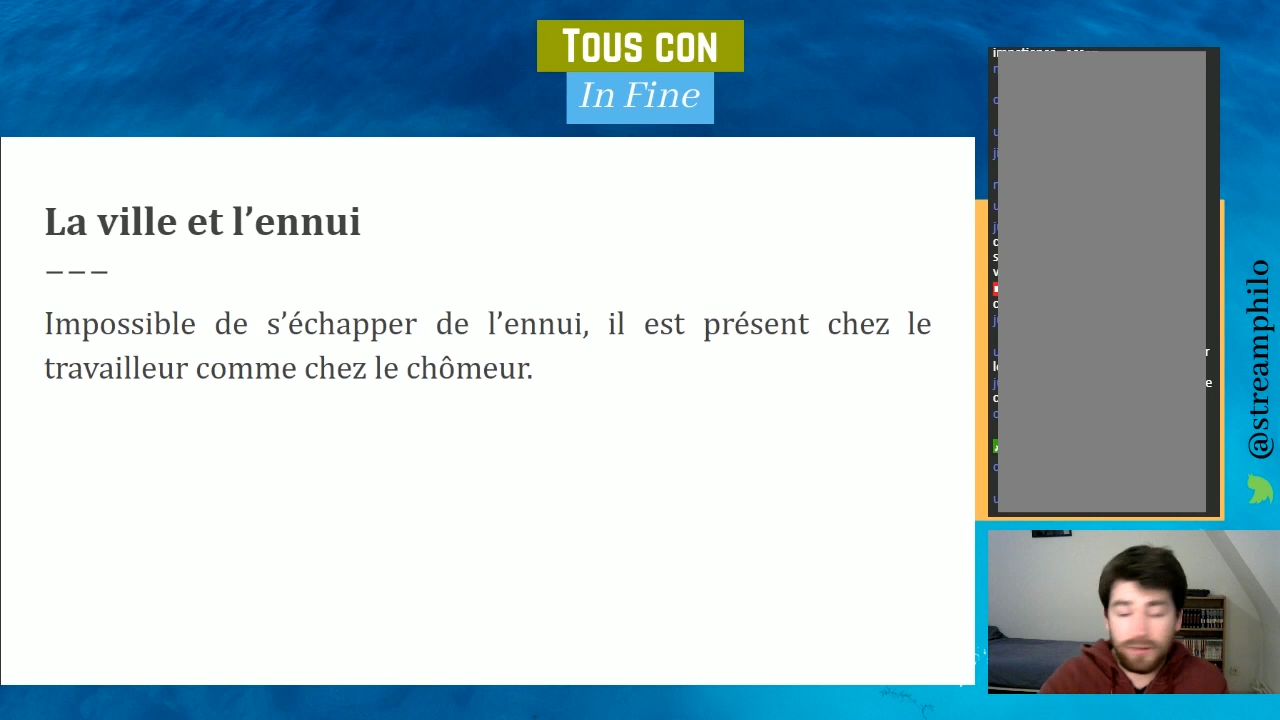 TOUS CON
In Fine
La ville et l’ennui
–––
Impossible de s’échapper de l’ennui, il est présent chez le
travailleur comme chez le chômeur.
@streamphilo